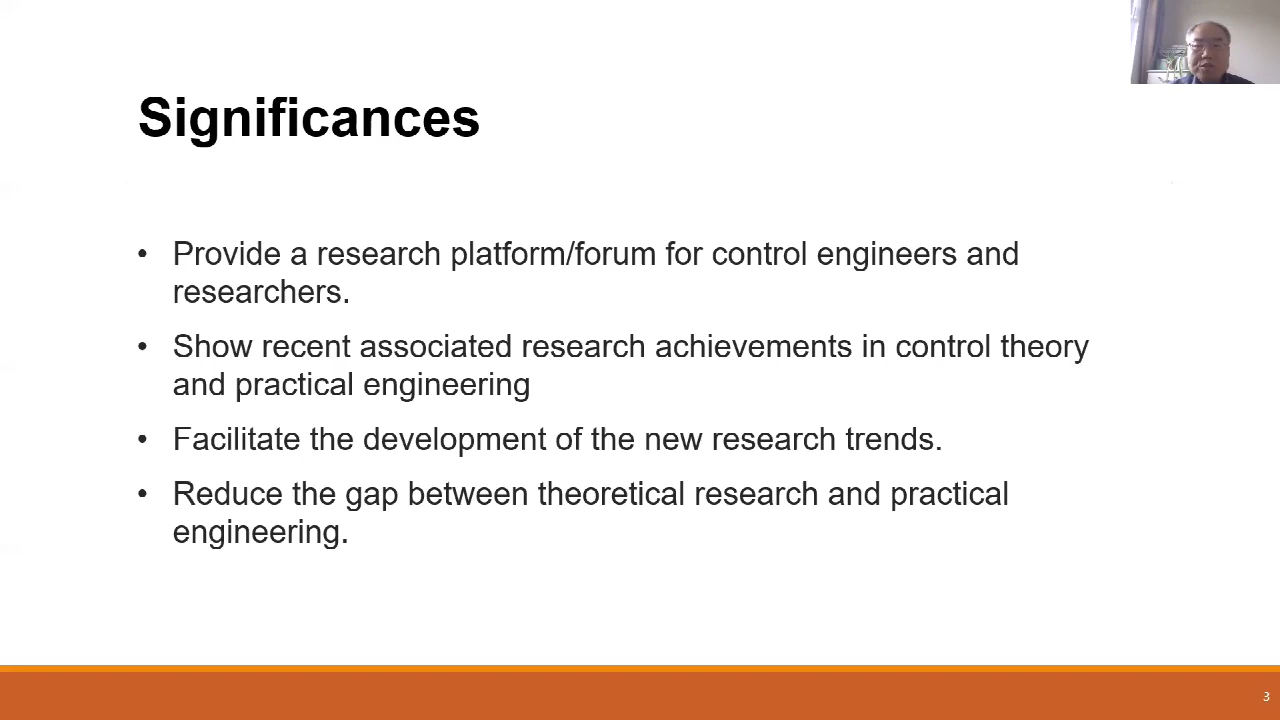 Significances
• Provide a research platform/forum for control engineers and
researchers.
• Show recent associated research achievements in control theory
and practical engineering
• Facilitate the development of the new research trends.
• Reduce the gap between theoretical research and practical
engineering.
3